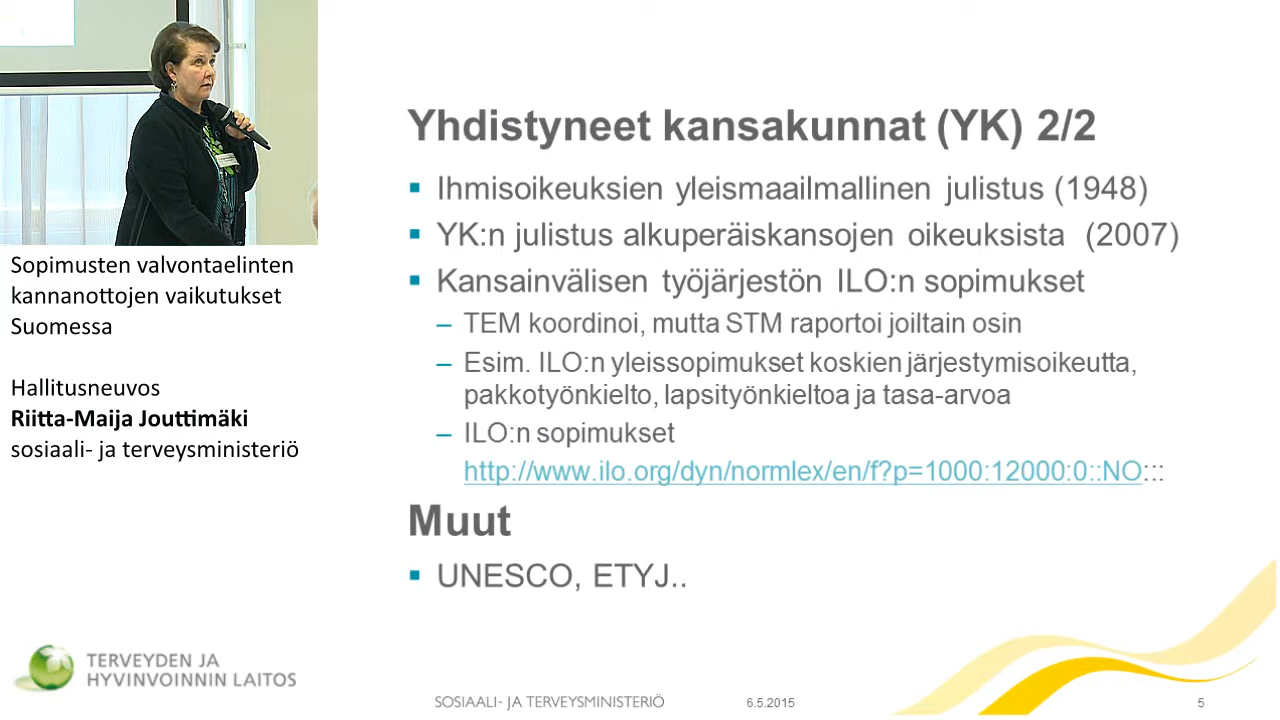 Yhdistyneet kansakunnat (YK) 2/2
▪ Ihmisoikeuksien yleismaailmallinen julistus (1948)
▪ YK:n julistus alkuperäiskansojen oikeuksista (2007)
▪ Kansainvälisen työjärjestön ILO:n sopimukset
– TEM koordinoi, mutta STM raportoi joiltain osin
– Esim. ILO:n yleissopimukset koskien järjestymisoikeutta,
pakkotyönkielto, lapsityönkieltoa ja tasa-arvoa
– ILO:n sopimukset
http://www.ilo.org/dyn/normlex/en/f?p=1000:12000:0::NO:::
Muut
▪ UNESCO, ETYJ..
Sopimusten valvontaelinten
kannanottojen vaikutukset
Suomessa
Hallitusneuvos
Riitta-Maija Jouttimäki
sosiaali- ja terveysministeriö
TERVEYDEN JA
HYVINVOINNIN LAITOS
SOSIAALI- JA TERVEYSMINISTERIÖ
6.5.2015
5